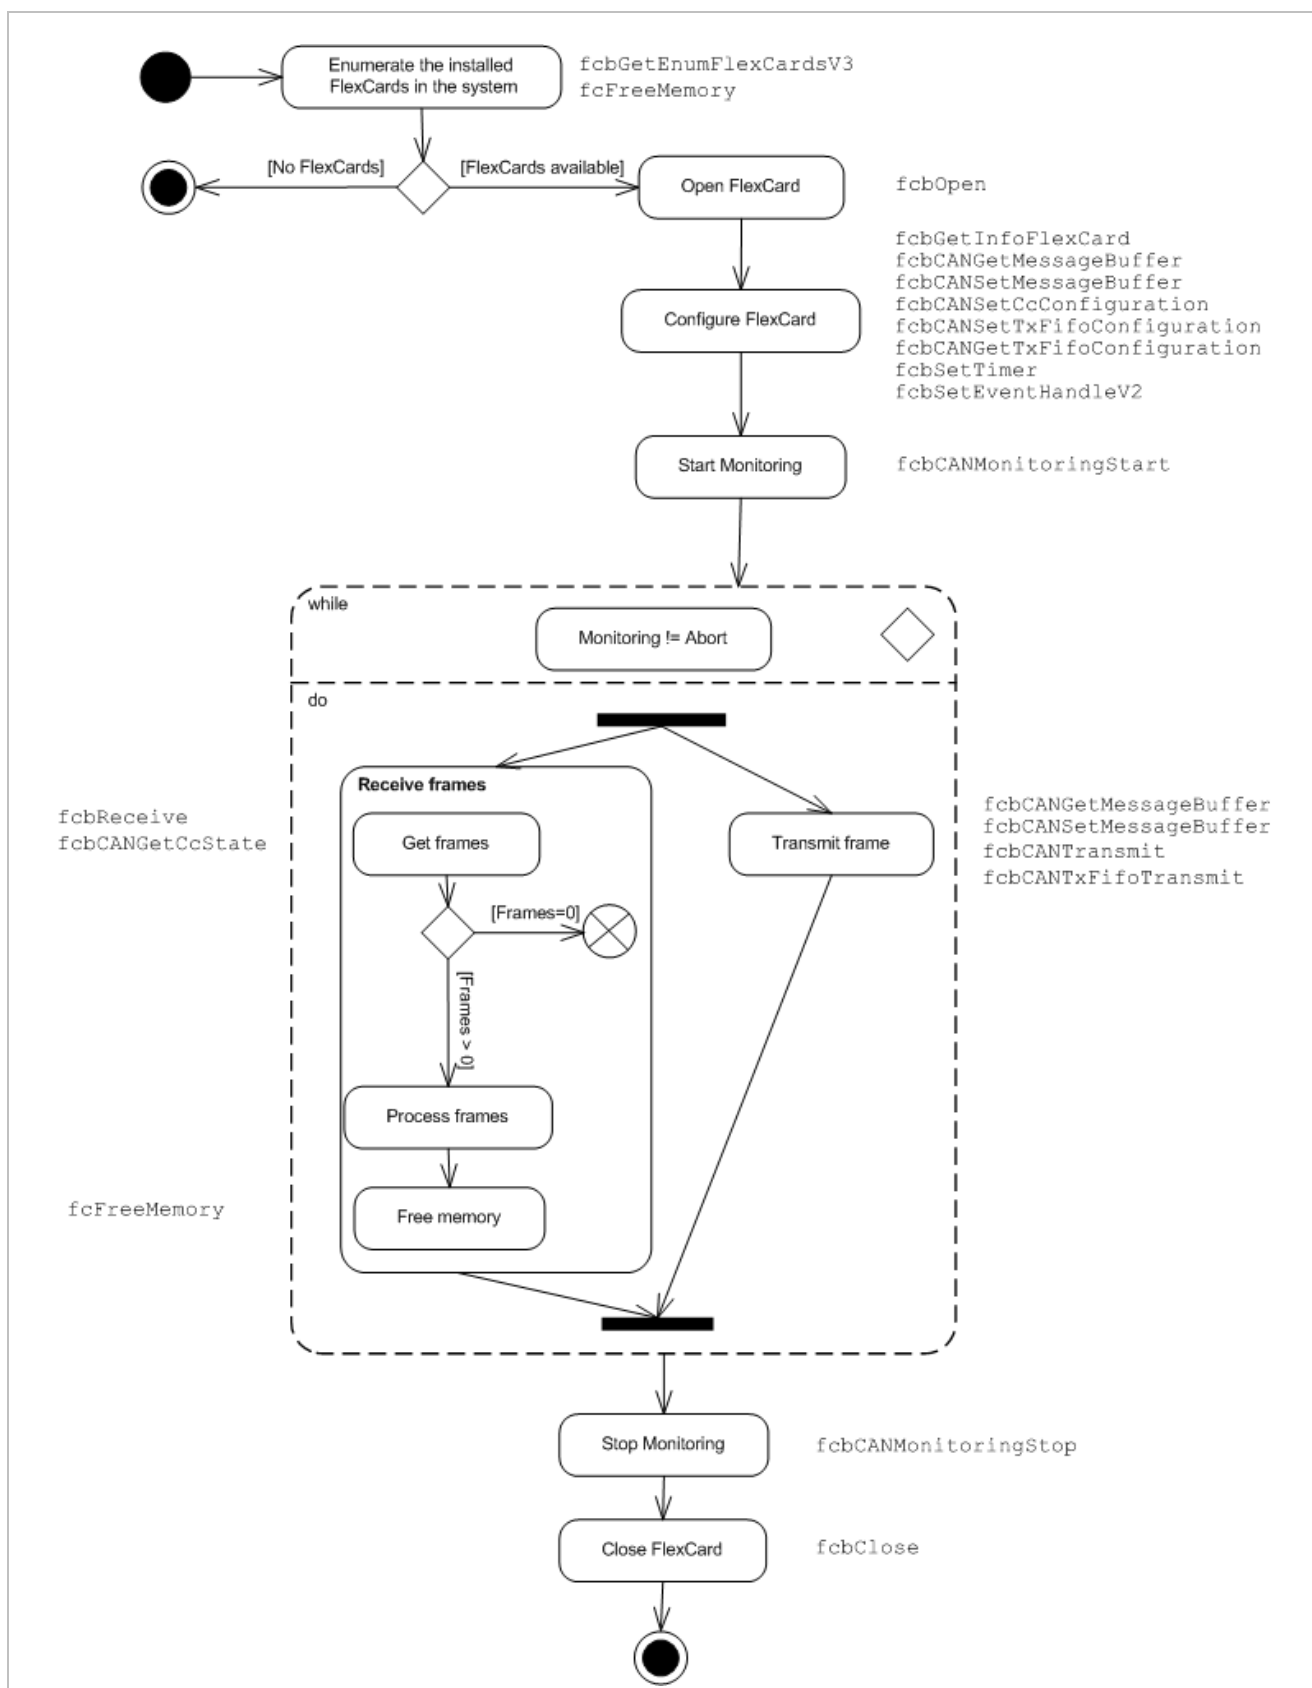 Enumerate the installed
FlexCards in the system
fcbGetEnumFlexCardsV3
fcFreeMemory
[No FlexCards]
[FlexCards available]
Open FlexCard
fcbOpen
fcbGetInfoFlexCard
fcbCANGetMessageBuffer
fcbCANSetMessageBuffer
fcbCANSetCcConfiguration
fcbCANSetTxFifoConfiguration
fcbCANGetTxFifoConfiguration
fcbSetTimer
fcbSetEventHandleV2
Configure FlexCard
Start Monitoring
fcbCANMonitoringStart
while
Monitoring != Abort
do
Receive frames
fcbReceive
fcbCANGetCcState
Get frames
Transmit frame
fcbCANGetMessageBuffer
fcbCANSetMessageBuffer
fcbCANTransmit
fcbCANTxFifoTransmit
[Frames=0]
[Frames > 0]
Process frames
fcFreeMemory
Free memory
Stop Monitoring
fcbCANMonitoringStop
Close FlexCard
fcbClose